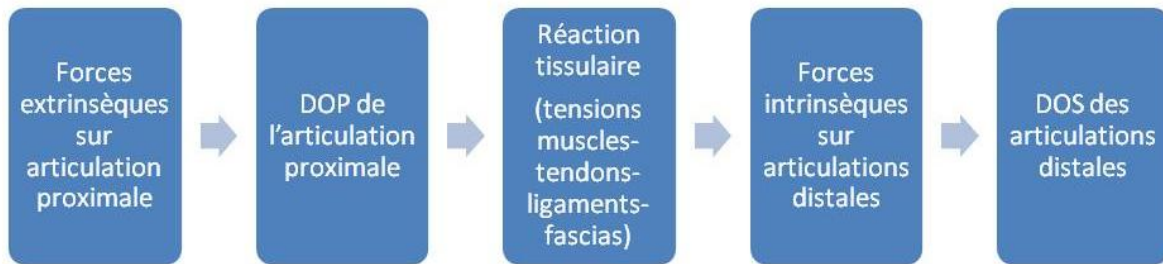 Forces
extrinsèques
sur
articulation
proximale
DOP de
l'articulation
proximale
Réaction
tissulaire
(tensions
muscles-
tendons-
ligaments-
fascias)
Forces
intrinsèques
sur
articulations
distales
DOS des
articulations
distales